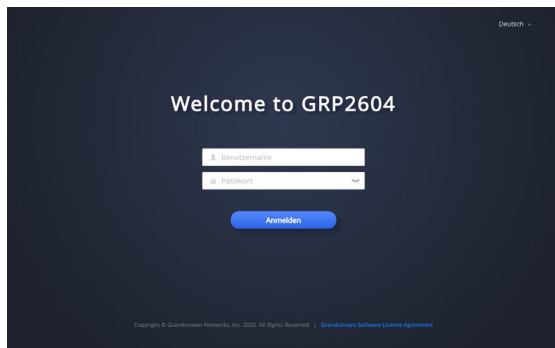 Deutsch
Welcome to GRP2604
Benutzername
Passwort
Anmelden
Copyright © Grandstream Networks, Inc. 2020. All Rights Reserved. | Grandstream Software License Agreement